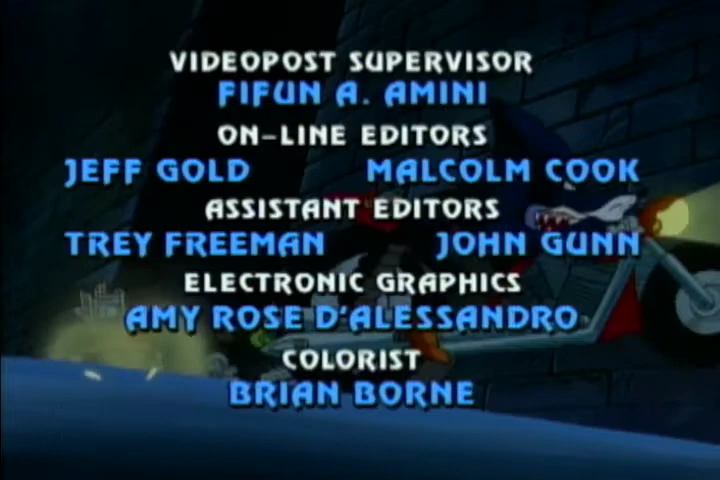 VIDEOPOST SUPERVISOR
FIFUN A. AMINI
ON-LINE EDITORS
JEFF GOLD MALCOLM COOK
ASSISTANT EDITORS
TREY FREEMAN JOHN GUNN
ELECTRONIC GRAPHICS
AMY ROSE D'ALESSANDRO
COLORIST
BRIAN BORNE